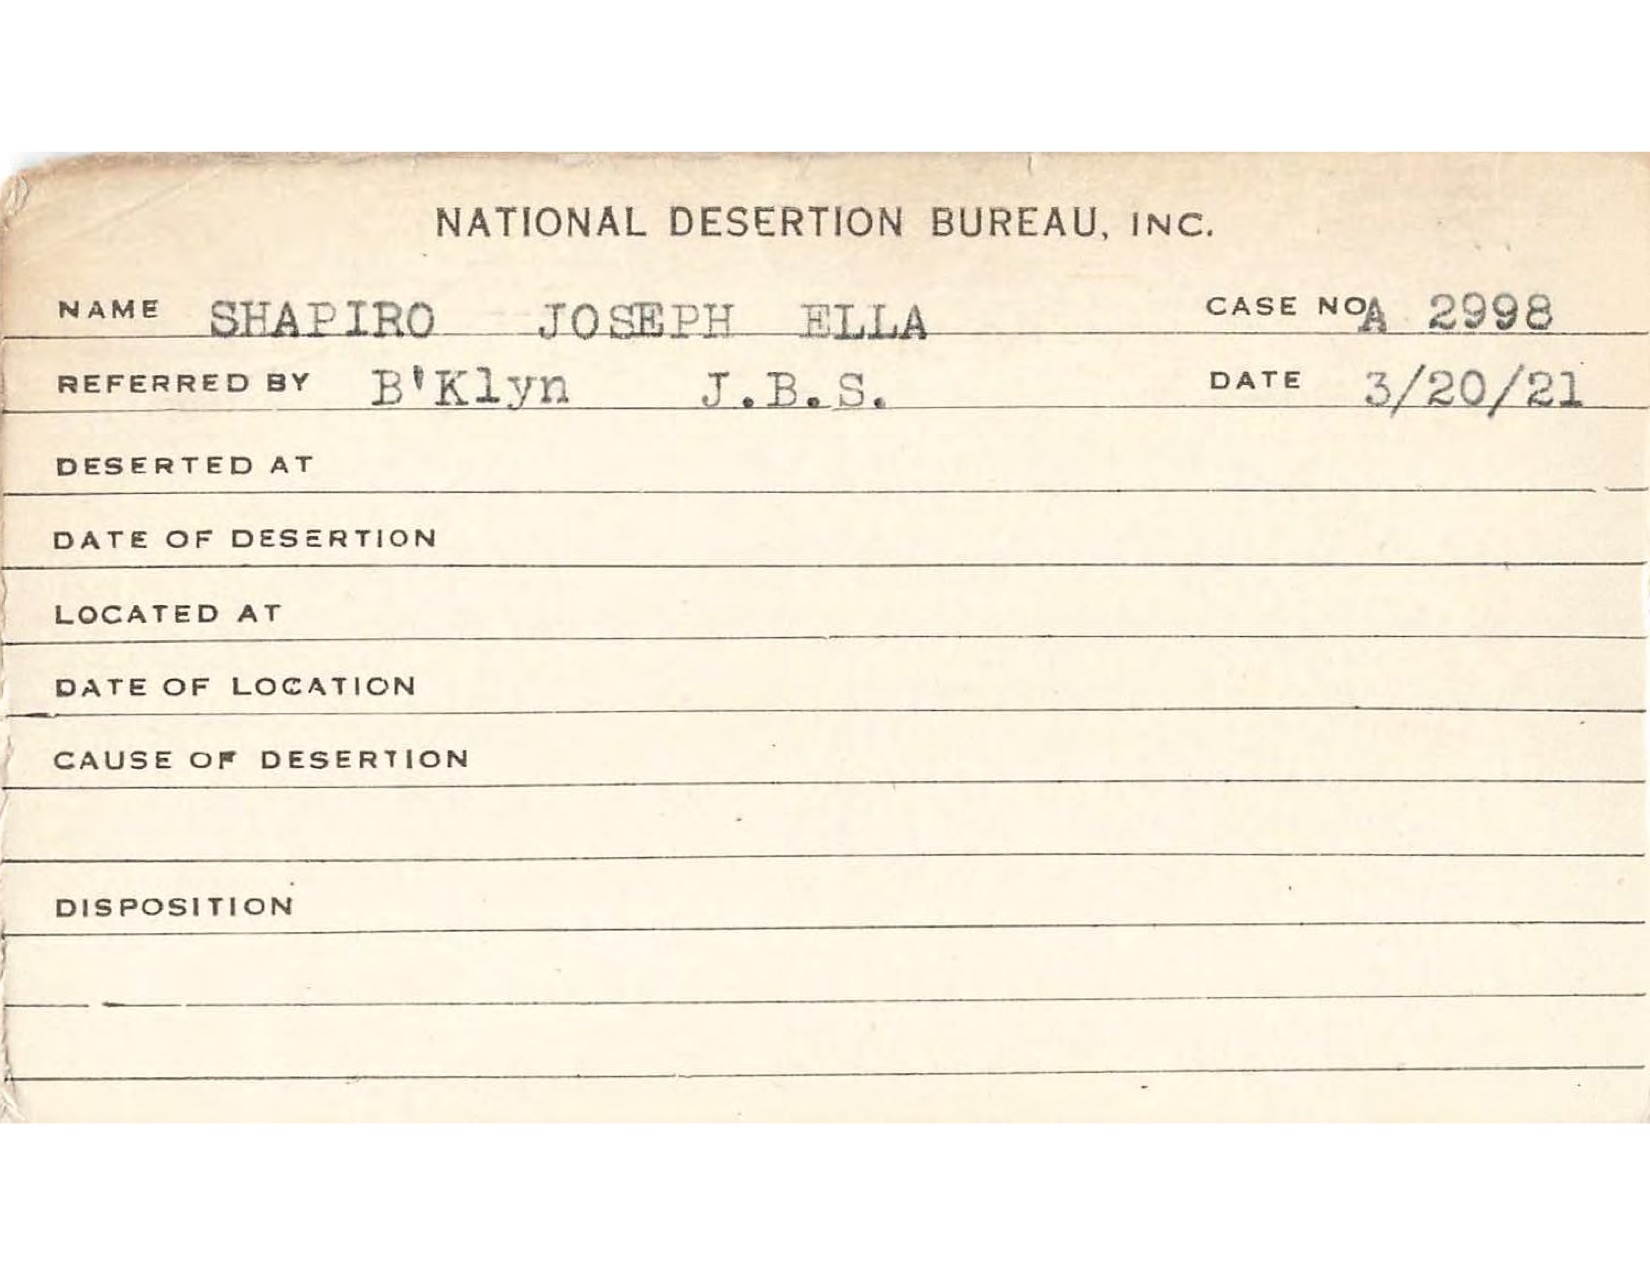 NATIONAL DESERTION BUREAU, INC.
NAME SHAPIRO JOSEPH ELLA CASE NO. A 2998
REFERRED BY B'Klyn J.B.S. DATE 3/20/21
DESERTED AT
DATE OF DESERTION
LOCATED AT
DATE OF LOCATION
CAUSE OF DESERTION
DISPOSITION